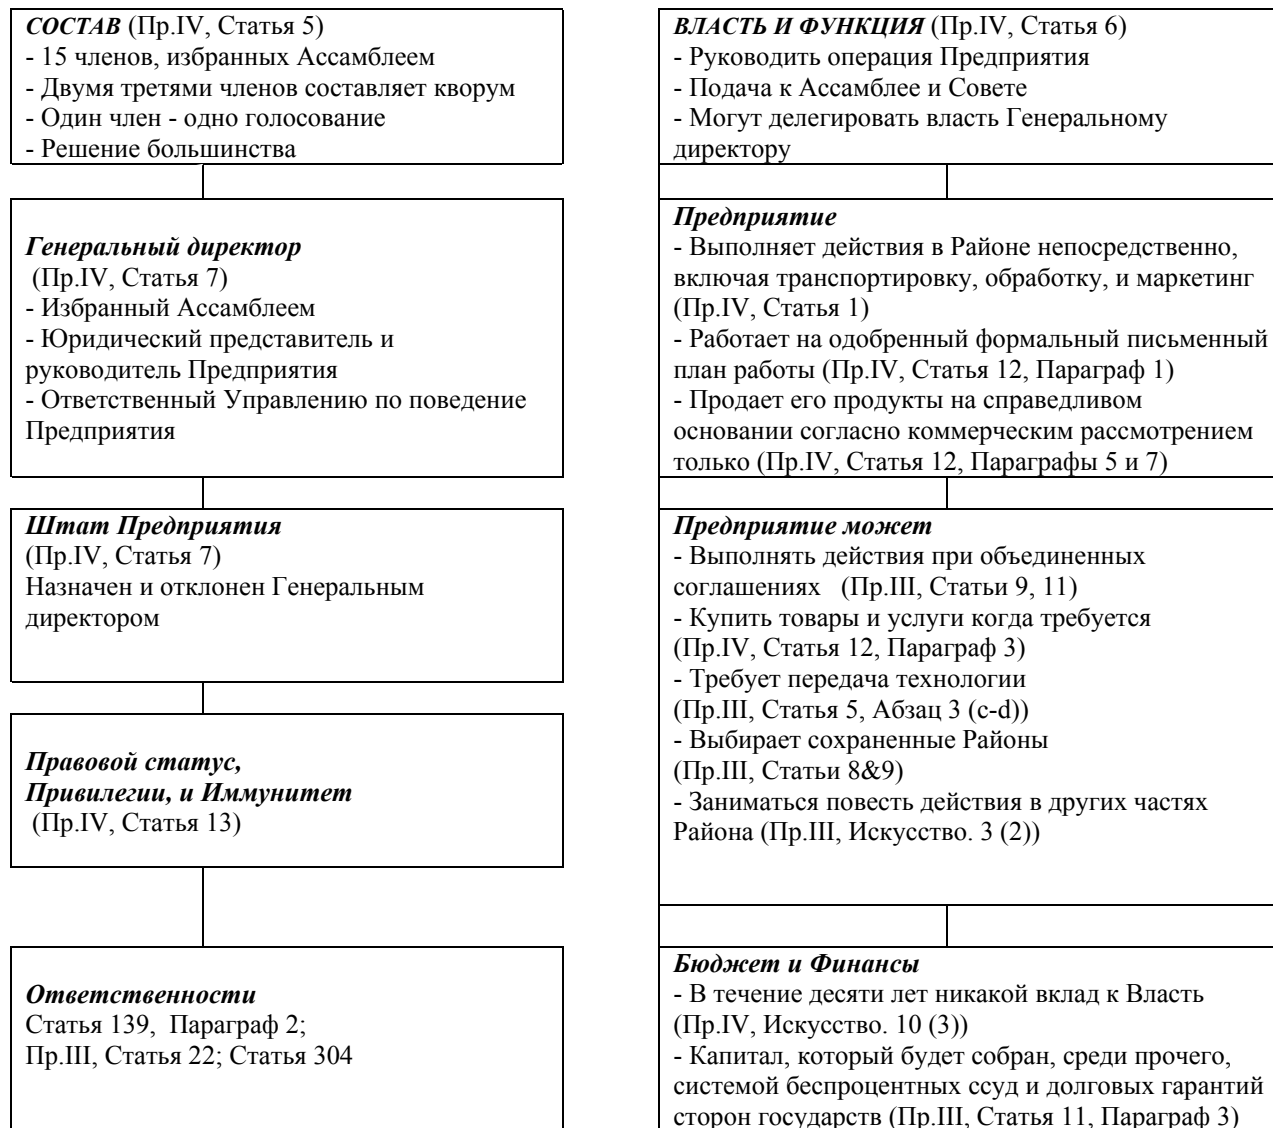 СОСТАВ (Пр.IV, Статья 5)
- 15 членов, избранных Ассамблеем
- Двумя третями членов составляет кворум
- Один член - одно голосование
- Решение большинства
Генеральный директор
(Пр.IV, Статья 7)
- Избранный Ассамблеем
- Юридический представитель и
руководитель Предприятия
- Ответственный Управлению по поведение
Предприятия
Штат Предприятия
(Пр.IV, Статья 7)
Назначен и отклонен Генеральным
директором
Правовой статус,
Привилегии, и Иммунитет
(Пр.IV, Статья 13)
Ответственности
Статья 139, Параграф 2;
Пр.III, Статья 22; Статья 304
ВЛАСТЬ И ФУНКЦИЯ (Пр.IV, Статья 6)
- Руководить операция Предприятия
- Подача к Ассамблее и Совете
- Могут делегировать власть Генеральному
директору
Предприятие
- Выполняет действия в Районе непосредственно,
включая транспортировку, обработку, и маркетинг
(Пр.IV, Статья 1)
- Работает на одобренный формальный письменный
план работы (Пр.IV, Статья 12, Параграф 1)
- Продает его продукты на справедливом
основании согласно коммерческим рассмотрением
только (Пр.IV, Статья 12, Параграфы 5 и 7)
Предприятие может
- Выполнять действия при объединенных
соглашениях (Пр.III, Статьи 9, 11)
- Купить товары и услуги когда требуется
(Пр.IV, Статья 12, Параграф 3)
- Требует передача технологии
(Пр.III, Статья 5, Абзац 3 (c-d))
- Выбирает сохраненные Районы
(Пр.III, Статьи 8&9)
- Заниматься повесть действия в других частях
Района (Пр.III, Искусство. 3 (2))
Бюджет и Финансы
- В течение десяти лет никакой вклад к Власть
(Пр.IV, Искусство. 10 (3))
- Капитал, который будет собран, среди прочего,
системой беспроцентных ссуд и долговых гарантий
сторон государств (Пр.III, Статья 11, Параграф 3)